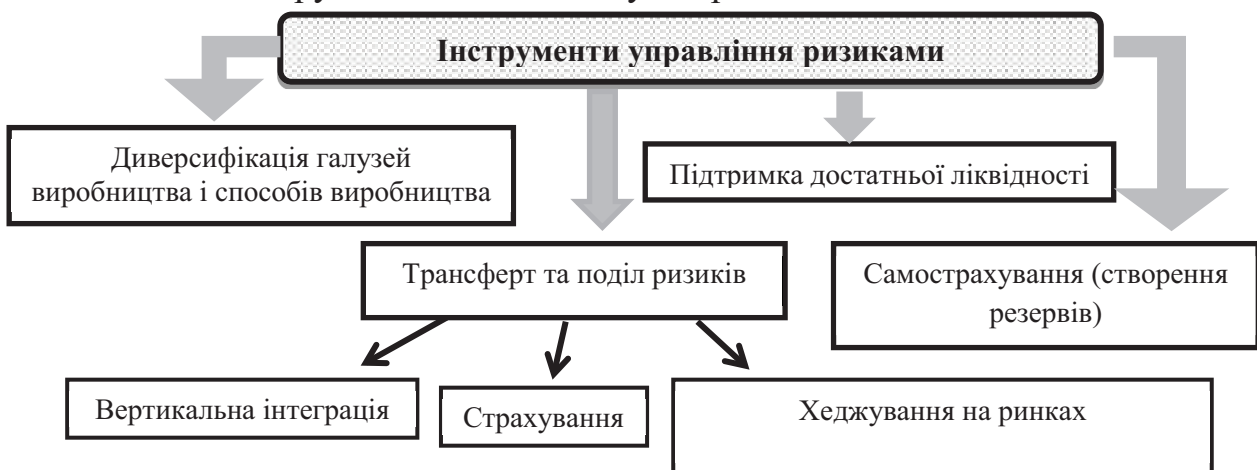 Інструменти управління ризиками
Диверсифікація галузей
виробництва і способів виробництва
Підтримка достатньої ліквідності
Трансферт та поділ ризиків
Самострахування (створення
резервів)
Вертикальна інтеграція
Страхування
Хеджування на ринках